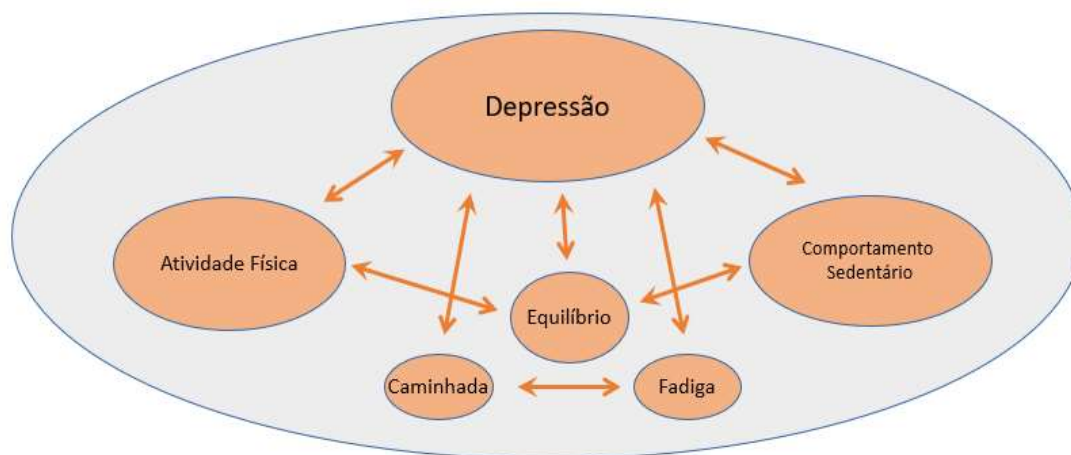 Depressão
Atividade Física
Comportamento
Sedentário
Equilíbrio
Caminhada
Fadiga